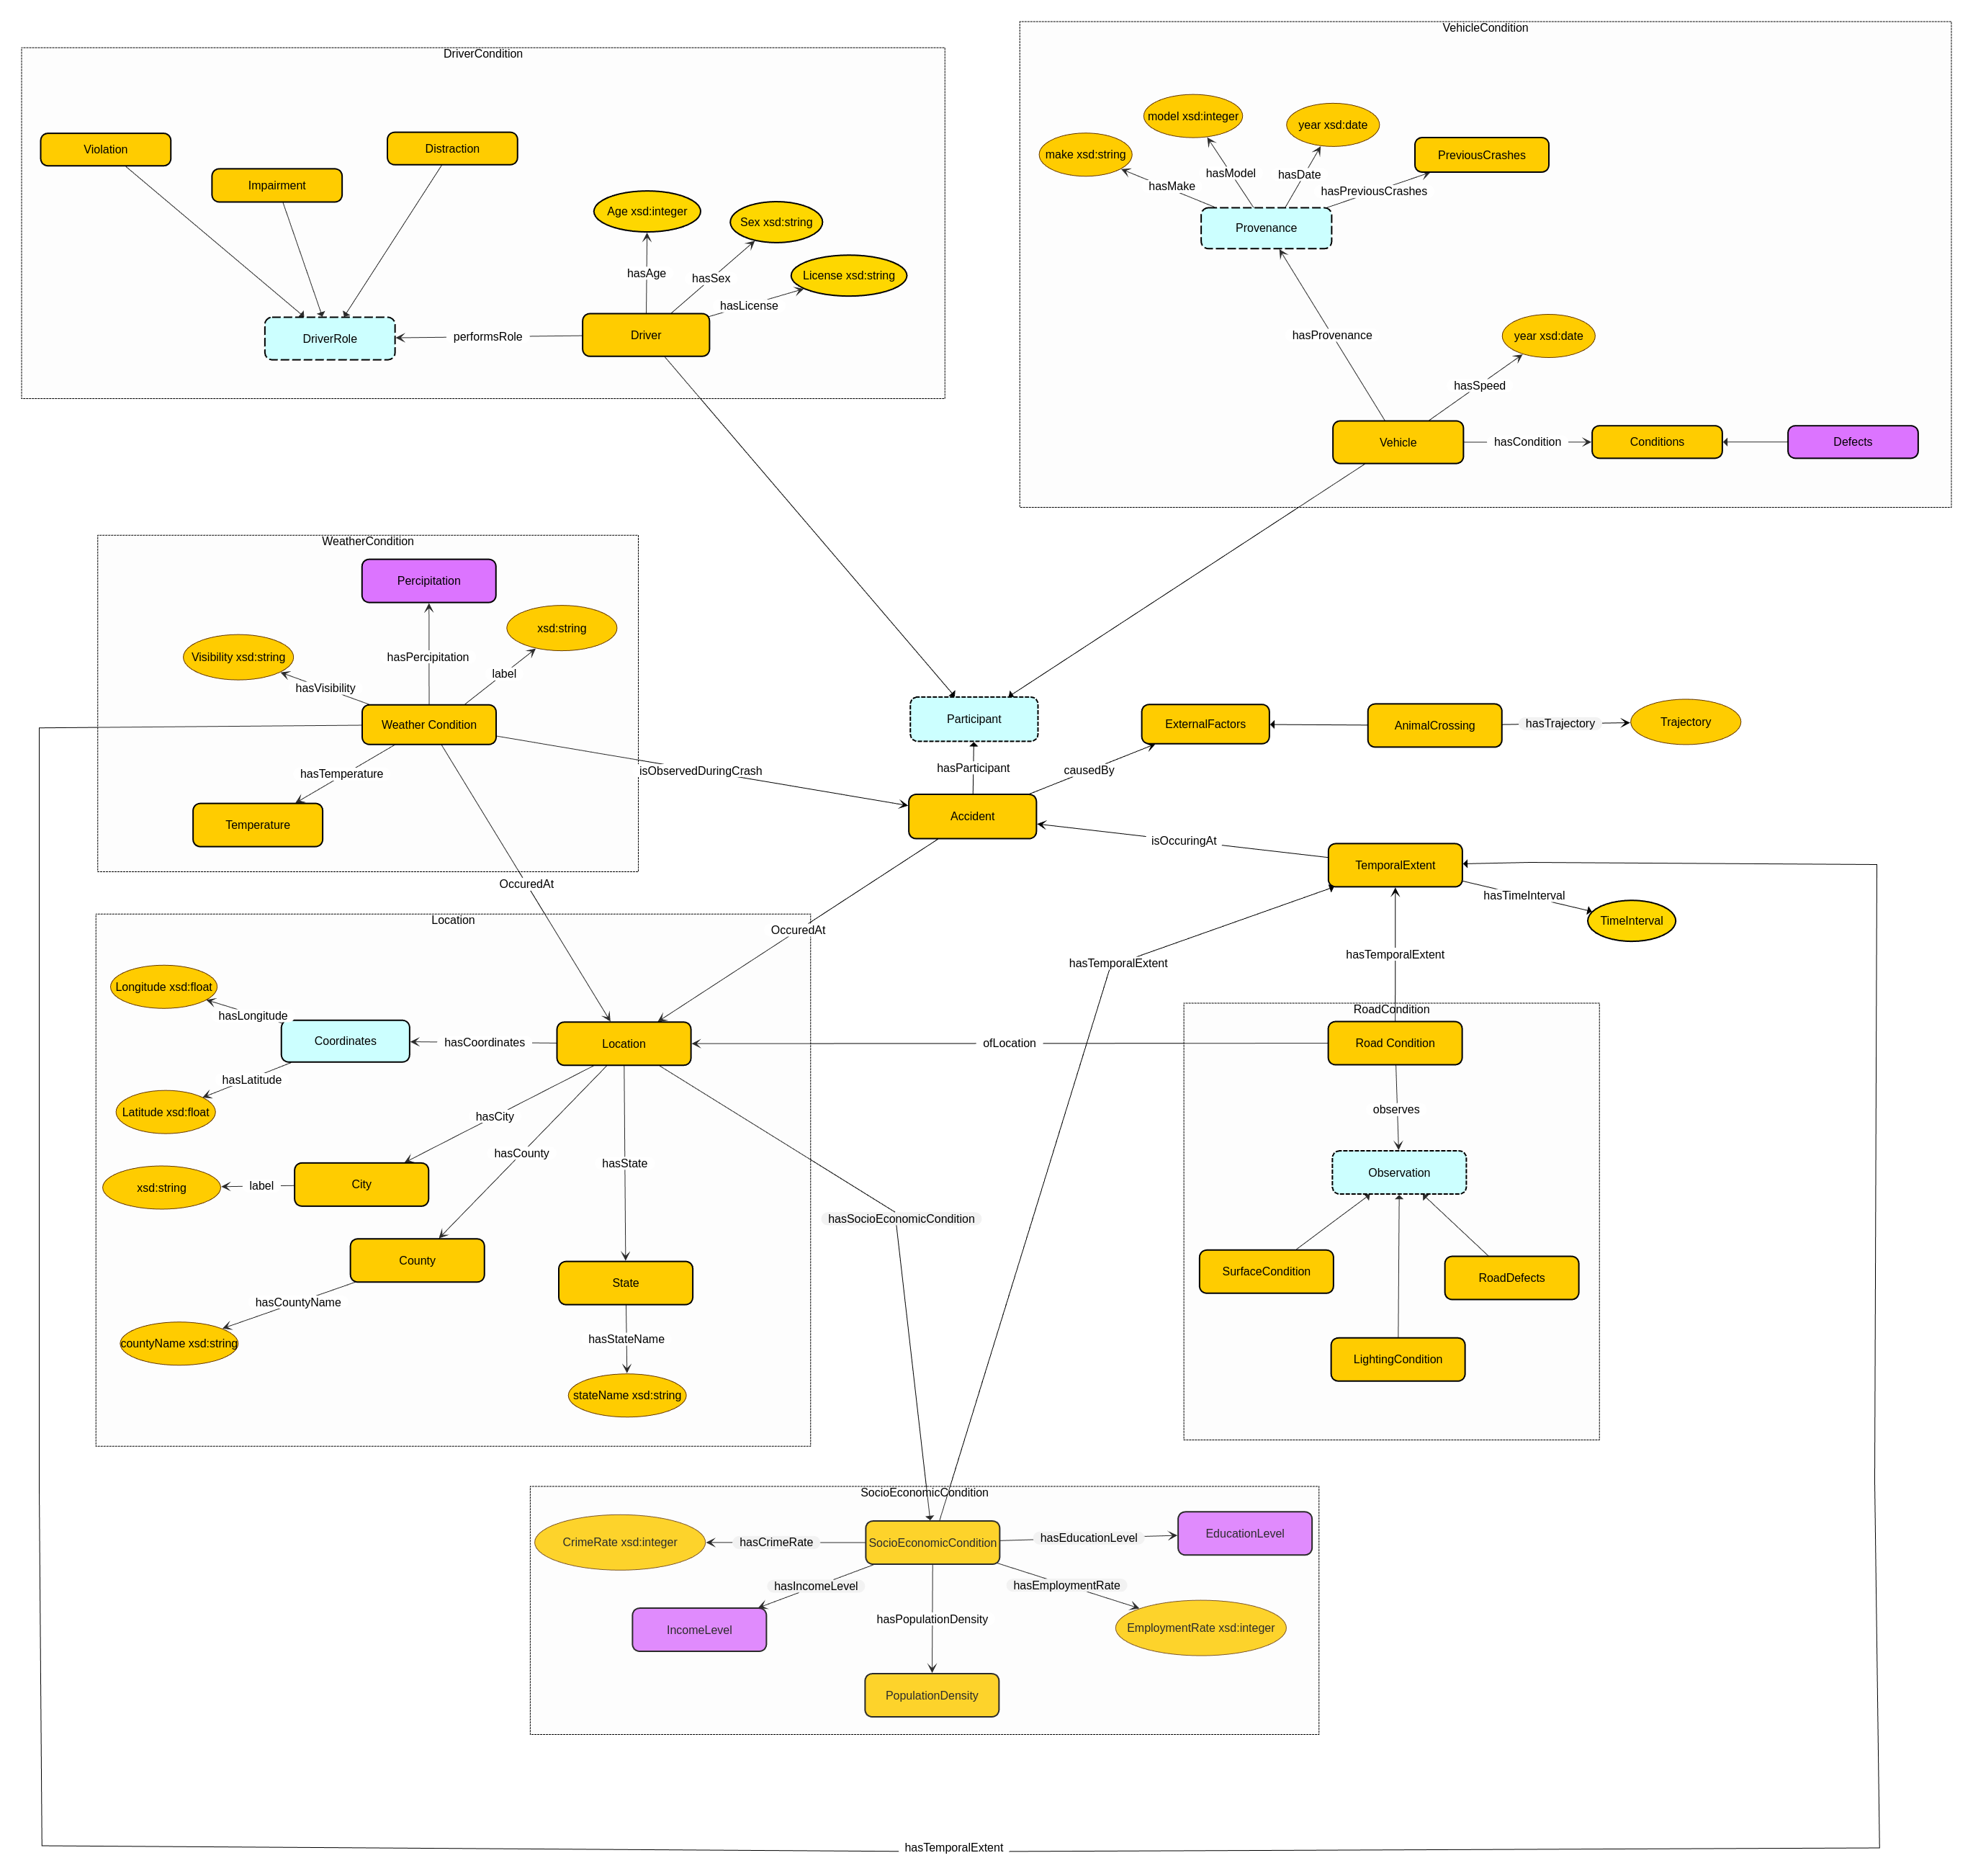 VehicleCondition
DriverCondition
model xsd:integer
year xsd:date
make xsd:string
PreviousCrashes
Violation
Distraction
Impairment
hasMake
hasModel
hasDate
hasPreviousCrashes
Age xsd:integer
Sex xsd:string
Provenance
hasAge
hasSex
License xsd:string
hasLicense
DriverRole
performsRole
Driver
hasProvenance
year xsd:date
hasSpeed
Vehicle
hasCondition
Conditions
Defects
WeatherCondition
Percipitation
xsd:string
Visibility xsd:string
hasPercipitation
label
hasVisibility
Weather Condition
Participant
ExternalFactors
AnimalCrossing
hasTrajectory
Trajectory
hasTemperature
isObservedDuringCrash
hasParticipant
causedBy
Temperature
Accident
isOccuringAt
TemporalExtent
OccuredAt
hasTimeInterval
TimeInterval
Location
OccuredAt
hasTemporalExtent
hasTemporalExtent
Longitude xsd:float
hasLongitude
RoadCondition
Coordinates
hasCoordinates
Location
ofLocation
Road Condition
hasLatitude
Latitude xsd:float
hasCity
observes
hasCounty
hasState
Observation
xsd:string
label
City
hasSocioEconomicCondition
County
State
SurfaceCondition
RoadDefects
hasCountyName
countyName xsd:string
hasStateName
LightingCondition
stateName xsd:string
SocioEconomicCondition
CrimeRate xsd:integer
hasCrimeRate
SocioEconomicCondition
hasEducationLevel
EducationLevel
hasIncomeLevel
hasEmploymentRate
hasPopulationDensity
IncomeLevel
EmploymentRate xsd:integer
PopulationDensity
hasTemporalExtent